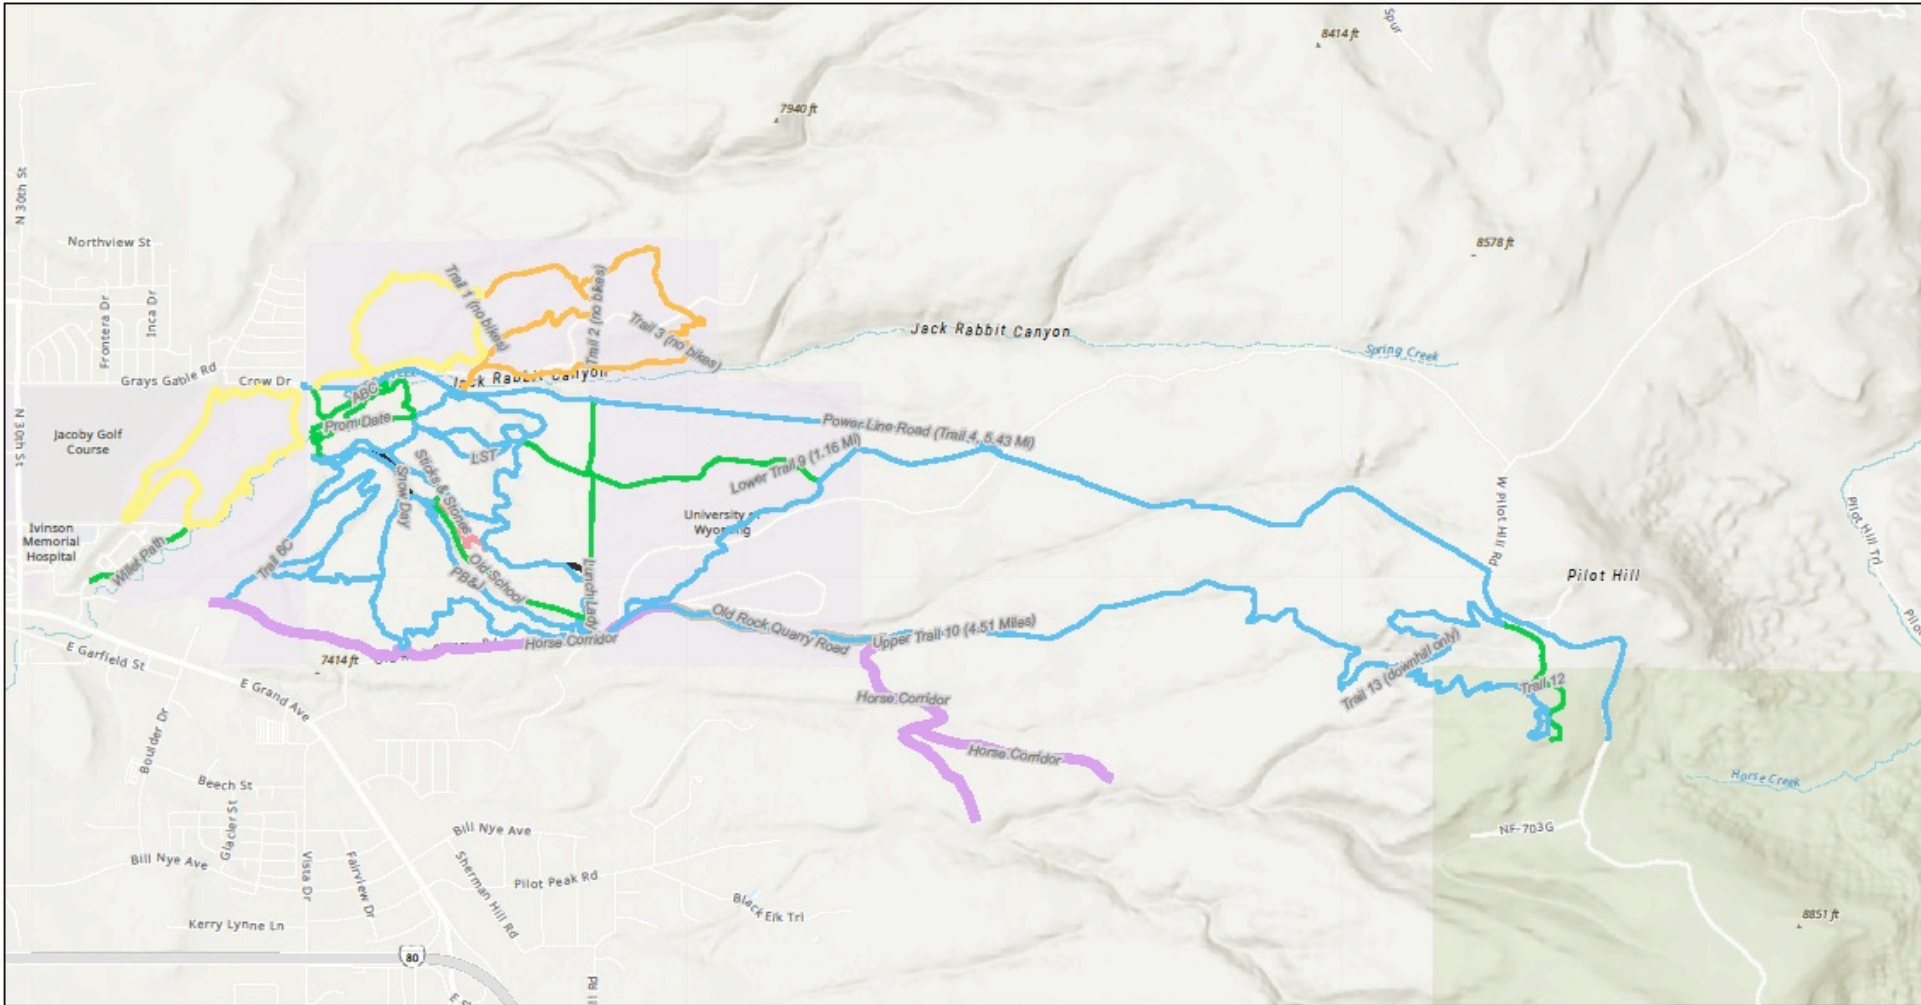 Spur
8414 ft
7940 ft
N 30th St
Northview St
8578 ft
Frontera Dr
Inca Dr
Trail 1 (no bikes)
Trail 2 (no bikes)
Trail 3 (no bikes)
Jack Rabbit Canyon
Spring Creek
Grays Gable Rd
Crow Dr
Jack Rabbit Canyon
ABC
Prom Date
Power Line Road (Trail 4, 5.43 Mi)
N 30th St
Jacoby Golf
Course
LST
Sticks & Stones
Snow Day
Lower Trail 9 (1.16 Mi)
W Pilot Hill Rd
Pilot Hill Trl
University of
Wyoming
Ivinson
Memorial
Hospital
Willet Path
Trail 6C
Old School
PB&J
Lunch Lady
Pilot Hill
Old Rock Quarry Road
Upper Trail 10 (4.51 Miles)
Horse Corridor
E Garfield St
7414 ft
Trail 13 (downhill only)
Trail 12
Horse Corridor
E Grand Ave
Boulder Dr
Horse Corridor
Horse Creek
Beech St
Glacier St
Bill Nye Ave
Bill Nye Ave
NF-703G
Vista Dr
Fairview Dr
Sherman Hill Rd
Pilot Peak Rd
Black Elk Trl
Kerry Lynne Ln
8851 ft
80